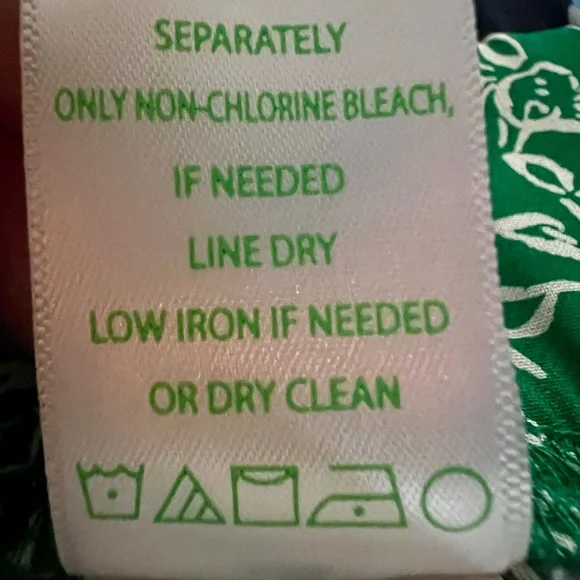 SEPARATELY
ONLY NON-CHLORINE BLEACH,
IF NEEDED
LINE DRY
LOW IRON IF NEEDED
OR DRY CLEAN